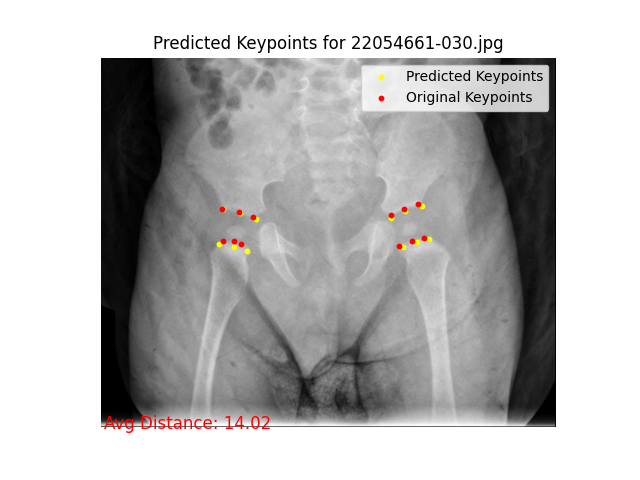 Predicted Keypoints for 22054661-030.jpg
Predicted Keypoints
Original Keypoints
Avg Distance: 14.02